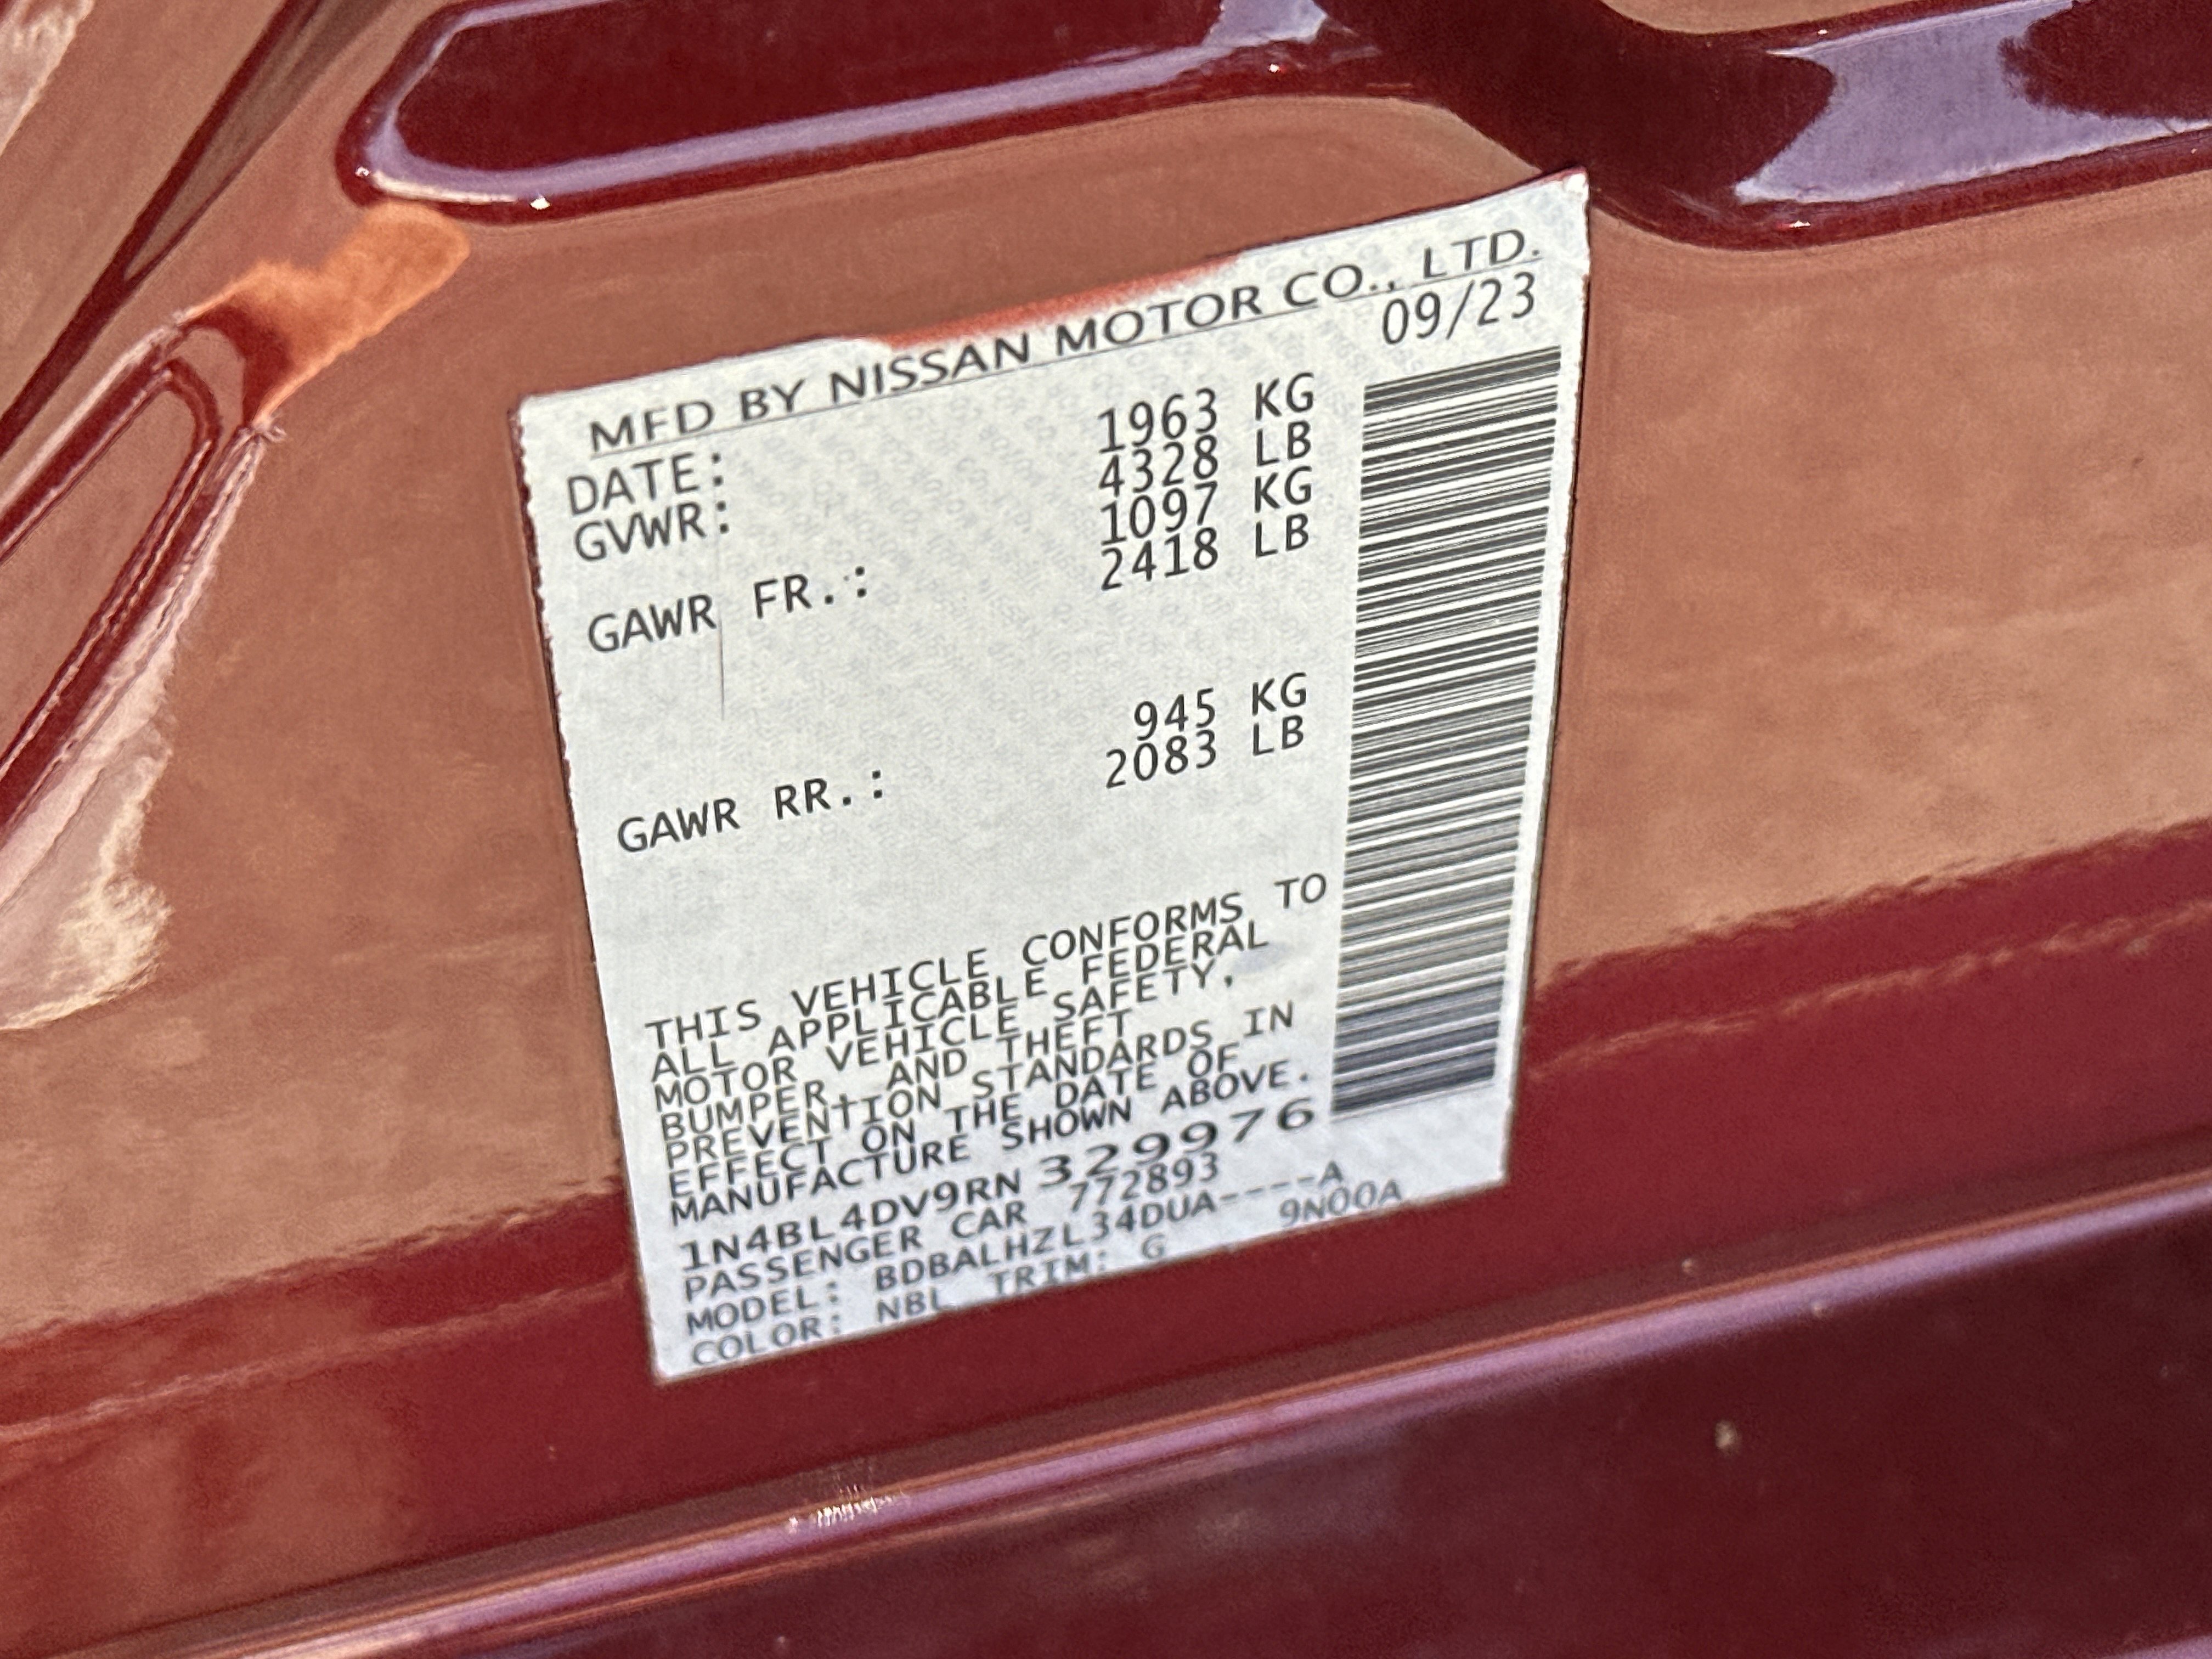 MFD BY NISSAN MOTOR CO., LTD.
DATE: 09/23
GVWR: 1963 KG
4328 LB
GAWR FR.: 1097 KG
2418 LB
GAWR RR.: 945 KG
2083 LB
THIS VEHICLE CONFORMS TO
ALL APPLICABLE FEDERAL
MOTOR VEHICLE SAFETY,
BUMPER, AND THEFT
PREVENTION STANDARDS IN
EFFECT ON THE DATE OF
MANUFACTURE SHOWN ABOVE.
1N4BL4DV9RN 329976
PASSENGER CAR 772893
MODEL: BDBALHZL34DUA----A
COLOR: NBL TRIM: G 9N00A